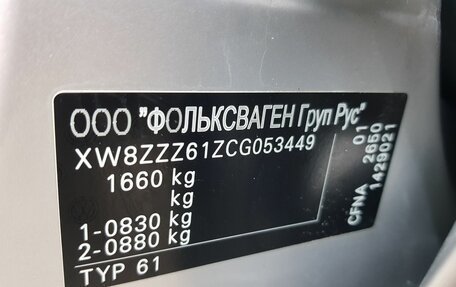 ООО "ФОЛЬКСВАГЕН Груп Рус"
XW8ZZZ61ZCG053449
1660 kg
kg
1-0830 kg
2-0880 kg
TYP 61
01
2650
CFNA 1429021